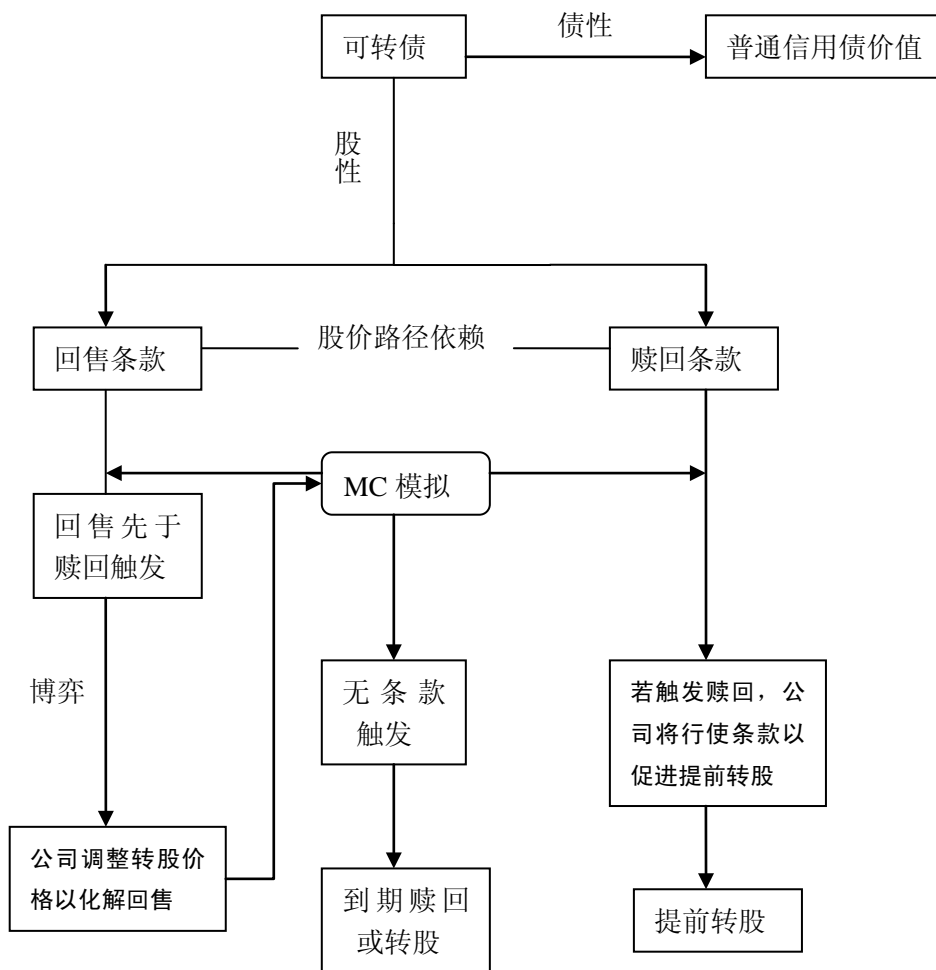 债性
可转债
普通信用债价值
股
性
股价路径依赖
回售条款
赎回条款
MC 模拟
回售先于
赎回触发
博弈
无条款
触发
若触发赎回，公
司将行使条款以
促进提前转股
公司调整转股价
格以化解回售
到期赎回
或转股
提前转股